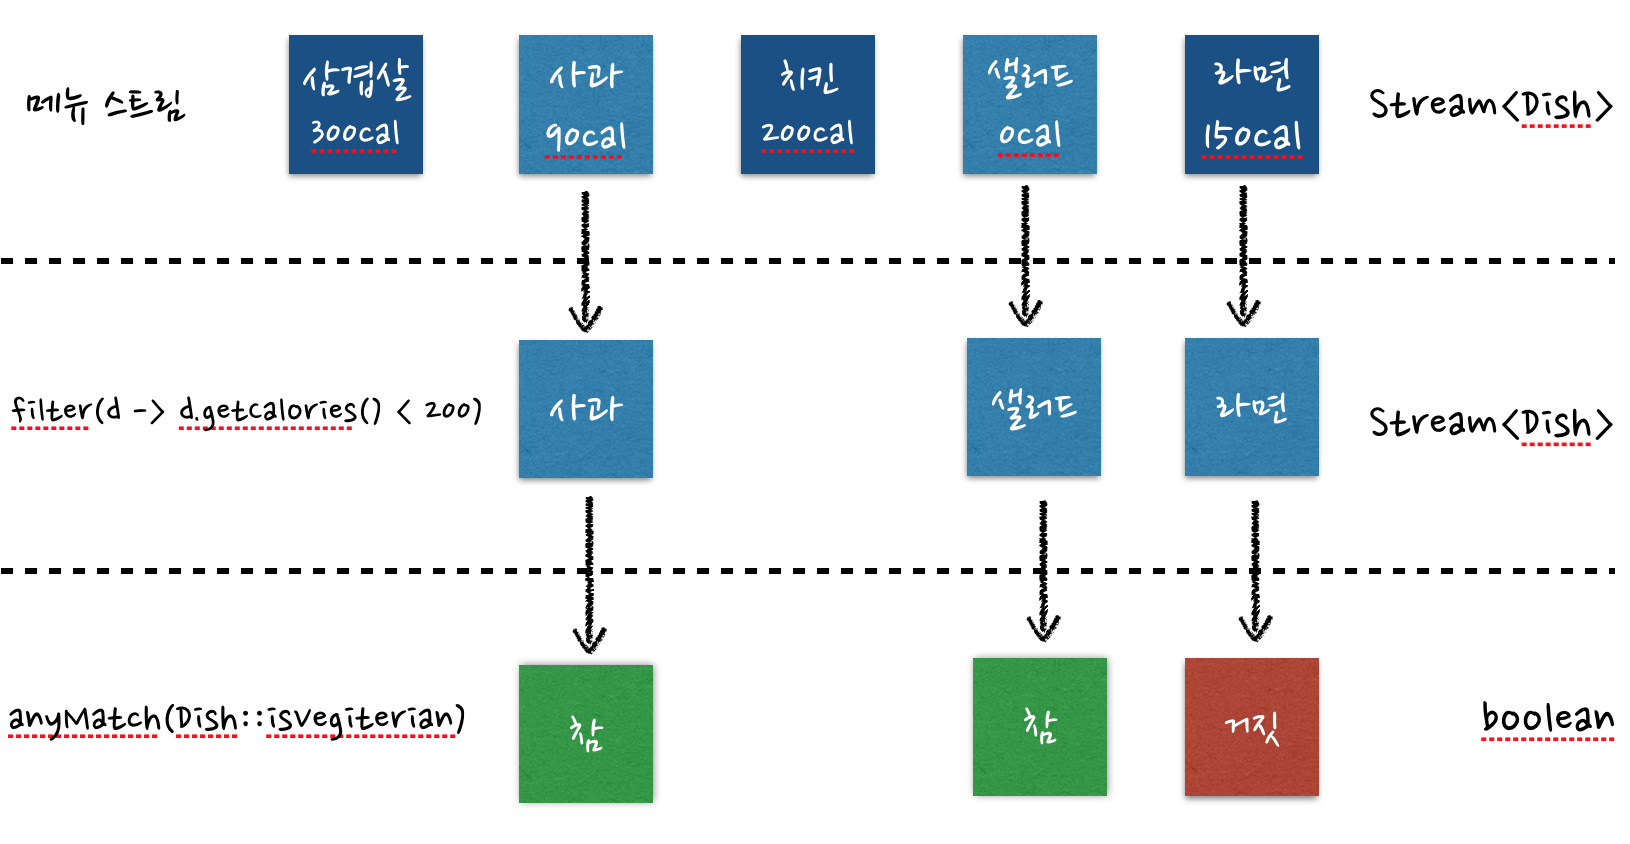 메뉴 스트림
삼겹살
300cal
사과
90cal
치킨
200cal
샐러드
0cal
라면
150cal
Stream<Dish>
filter(d -> d.getcalories() < 200)
사과
샐러드
라면
Stream<Dish>
anyMatch(Dish::isVegiterian)
참
참
거짓
boolean